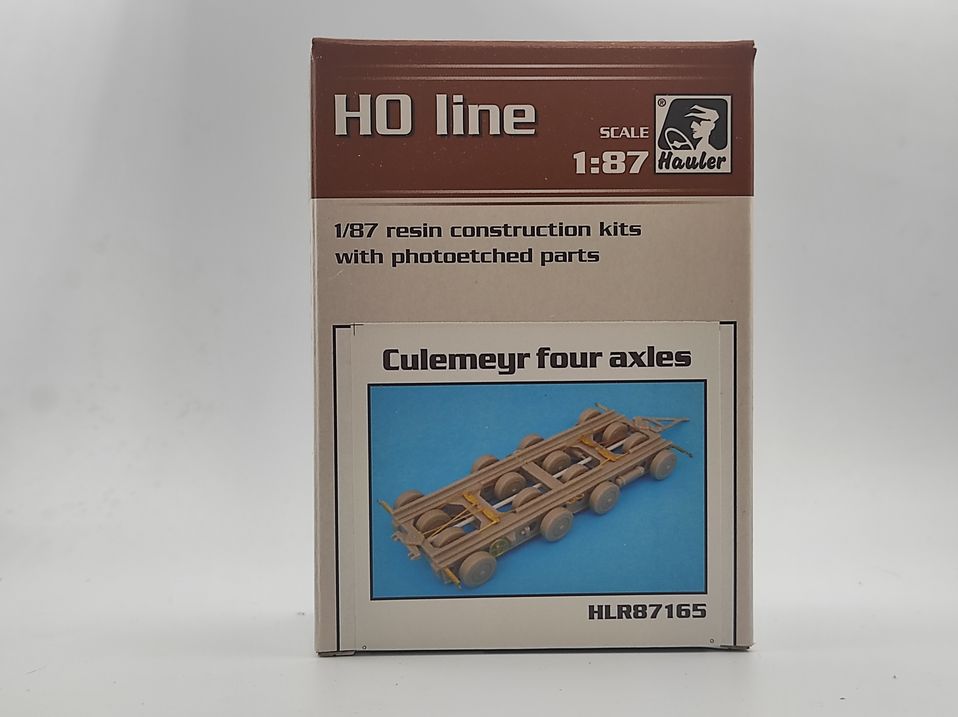 HO line
SCALE
1:87
®
Hauler
1/87 resin construction kits
with photoetched parts
Culemeyr four axles
HLR87165